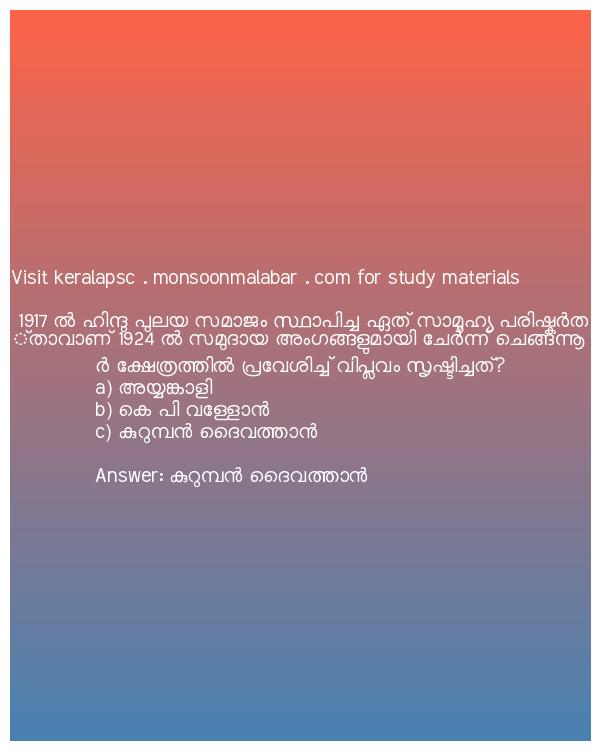 Visit keralapsc . monsoonmalabar . com for study materials
1917 ൽ ഹിന്ദു പുലയ സമാജം സ്ഥാപിച്ച ഏത് സാമൂഹ്യ പരിഷ്കർത
്താവാണ് 1924 ൽ സമുദായ അംഗങ്ങളുമായി ചേർന്ന് ചെങ്ങന്നൂ
ർ ക്ഷേത്രത്തിൽ പ്രവേശിച്ച് വിപ്ലവം സൃഷ്ടിച്ചത്?
a) അയ്യങ്കാളി
b) കെ പി വള്ളോൻ
c) കുറുമ്പൻ ദൈവത്താൻ
Answer: കുറുമ്പൻ ദൈവത്താൻ